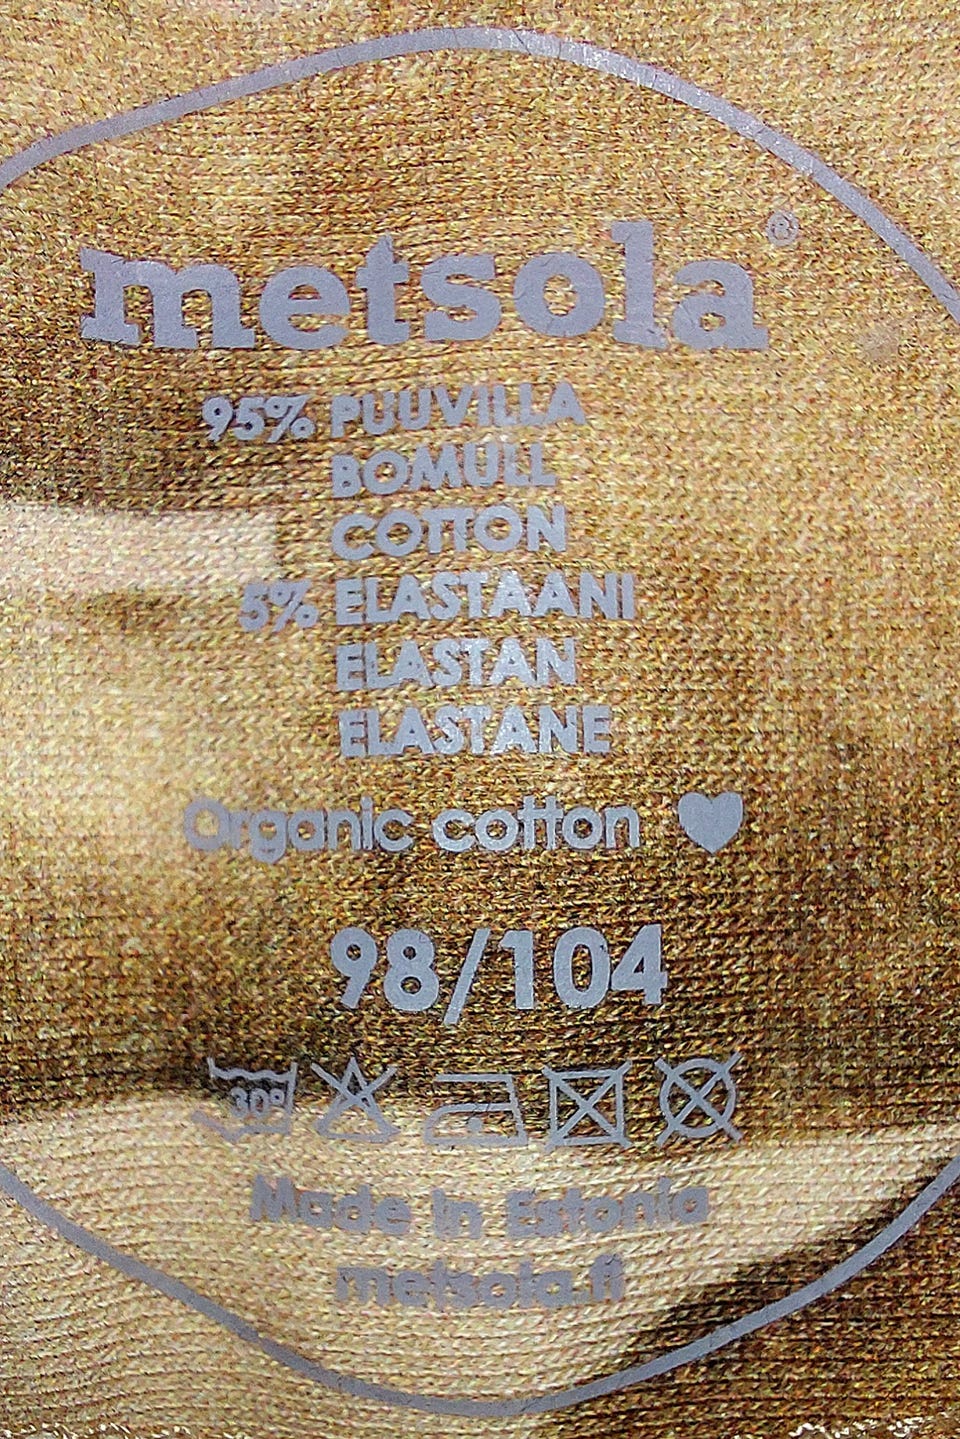 metsola®
95% PUUVILLA
BOMULL
COTTON
5% ELASTAANI
ELASTAN
ELASTANE
Organic cotton ♥
98/104
30°
Made in Estonia
metsola.fi